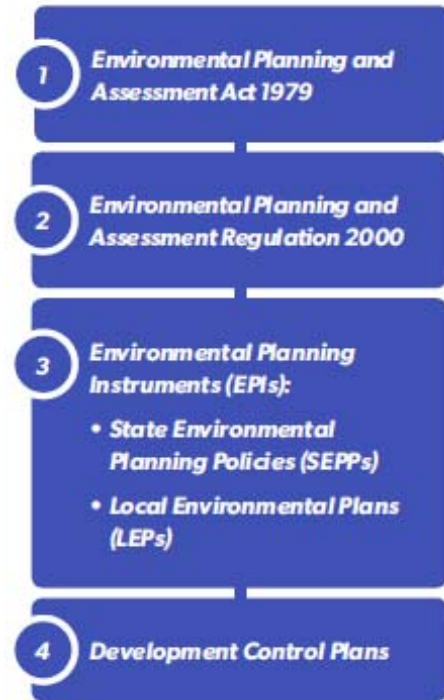 1
Environmental Planning and
Assessment Act 1979
2
Environmental Planning and
Assessment Regulation 2000
3
Environmental Planning
Instruments (EPIs):
• State Environmental
Planning Policies (SEPPs)
• Local Environmental Plans
(LEPs)
4
Development Control Plans